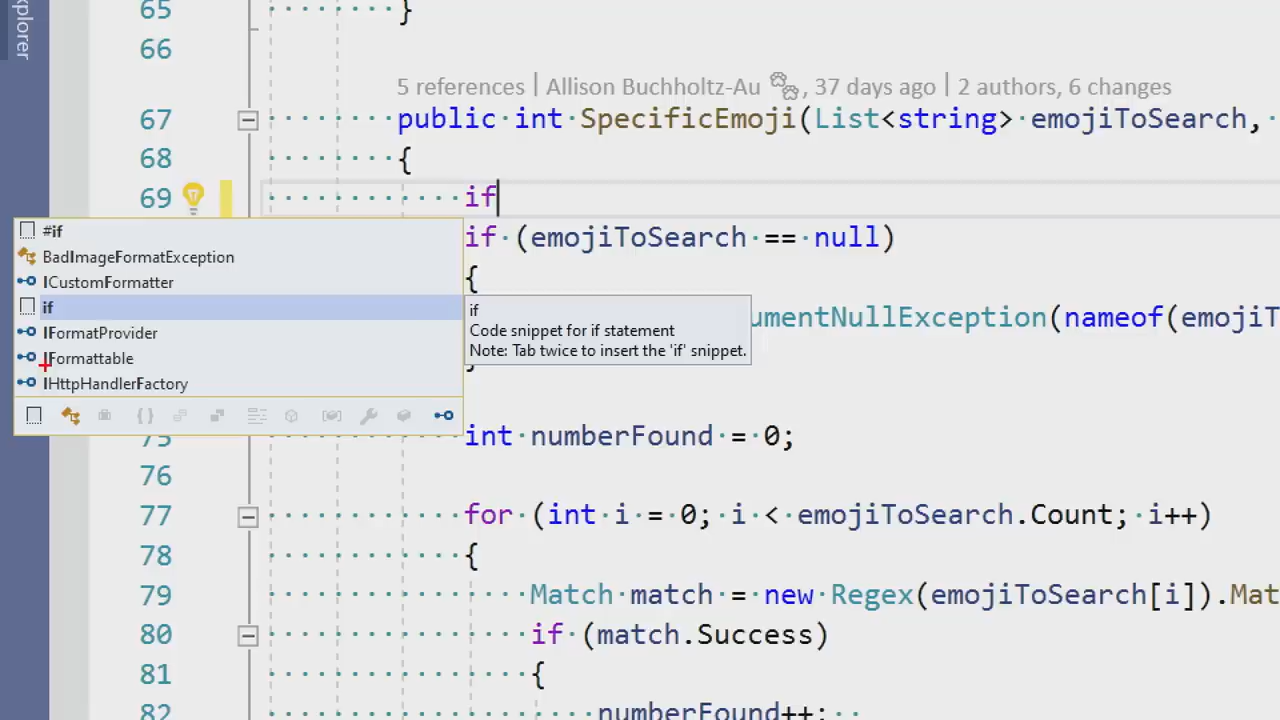 xplorer
65 }
66
5 references | Allison Buchholtz-Au, 37 days ago | 2 authors, 6 changes
67 public int SpecificEmoji(List<string> emojiToSearch,
68 {
69 if
if (emojiToSearch == null)
{
umentNullException(nameof(emojiT
#if
BadImageFormatException
ICustomFormatter
if
IFormatProvider
IFormattable
IHttpHandlerFactory
if
Code snippet for if statement
Note: Tab twice to insert the 'if' snippet.
75 int numberFound = 0;
76
77 for (int i = 0; i < emojiToSearch.Count; i++)
78 {
79 Match match = new Regex(emojiToSearch[i]).Mat
80 if (match.Success)
81 {
82 numberFound++;